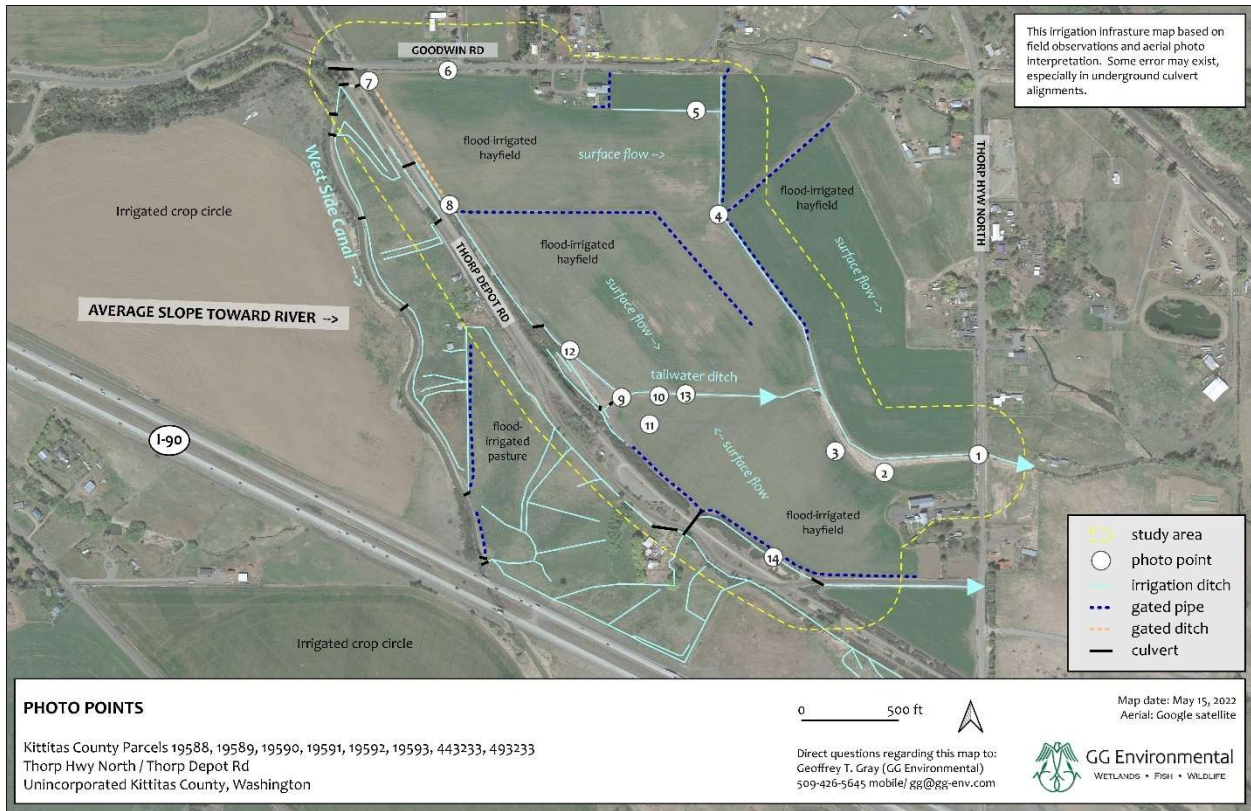 This irrigation infrasture map based on
field observations and aerial photo
interpretation. Some error may exist,
especially in underground culvert
alignments.
GOODWIN RD
7
6
5
flood-irrigated
hayfield
surface flow -->
West Side Canal -->
Irrigated crop circle
8
4
flood-irrigated
hayfield
THORP HYW NORTH
flood-irrigated
hayfield
surface flow -->
THORP DEPOT RD
surface flow -->
AVERAGE SLOPE TOWARD RIVER -->
12
tailwater ditch
9
10
13
11
I-90
flood-
irrigated
pasture
<-- surface flow
3
2
1
flood-irrigated
hayfield
14
Irrigated crop circle
study area
photo point
irrigation ditch
gated pipe
gated ditch
culvert
PHOTO POINTS
Kittitas County Parcels 19588, 19589, 19590, 19591, 19592, 19593, 443233, 493233
Thorp Hwy North / Thorp Depot Rd
Unincorporated Kittitas County, Washington
0 500 ft
Direct questions regarding this map to:
Geoffrey T. Gray (GG Environmental)
509-426-5645 mobile/ gg@gg-env.com
Map date: May 15, 2022
Aerial: Google satellite
GG Environmental
WETLANDS • FISH • WILDLIFE